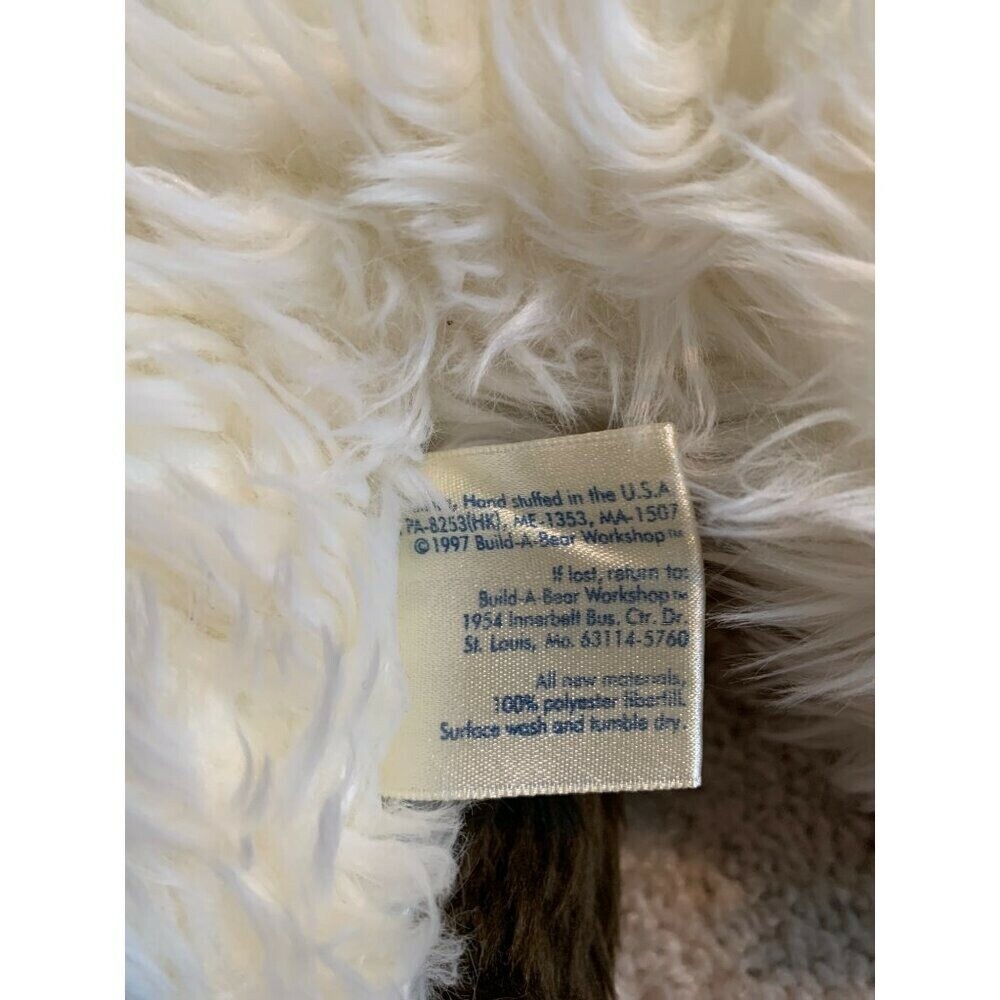 Hand stuffed in the U.S.A.
PA-8253(HK), ME-1353, MA-1507
©1997 Build-A-Bear Workshop™
If lost, return to:
Build-A-Bear Workshop™
1954 Innerbelt Bus. Ctr. Dr.
St. Louis, Mo. 63114-5760
All new materials,
100% polyester fiberfill.
Surface wash and tumble dry.